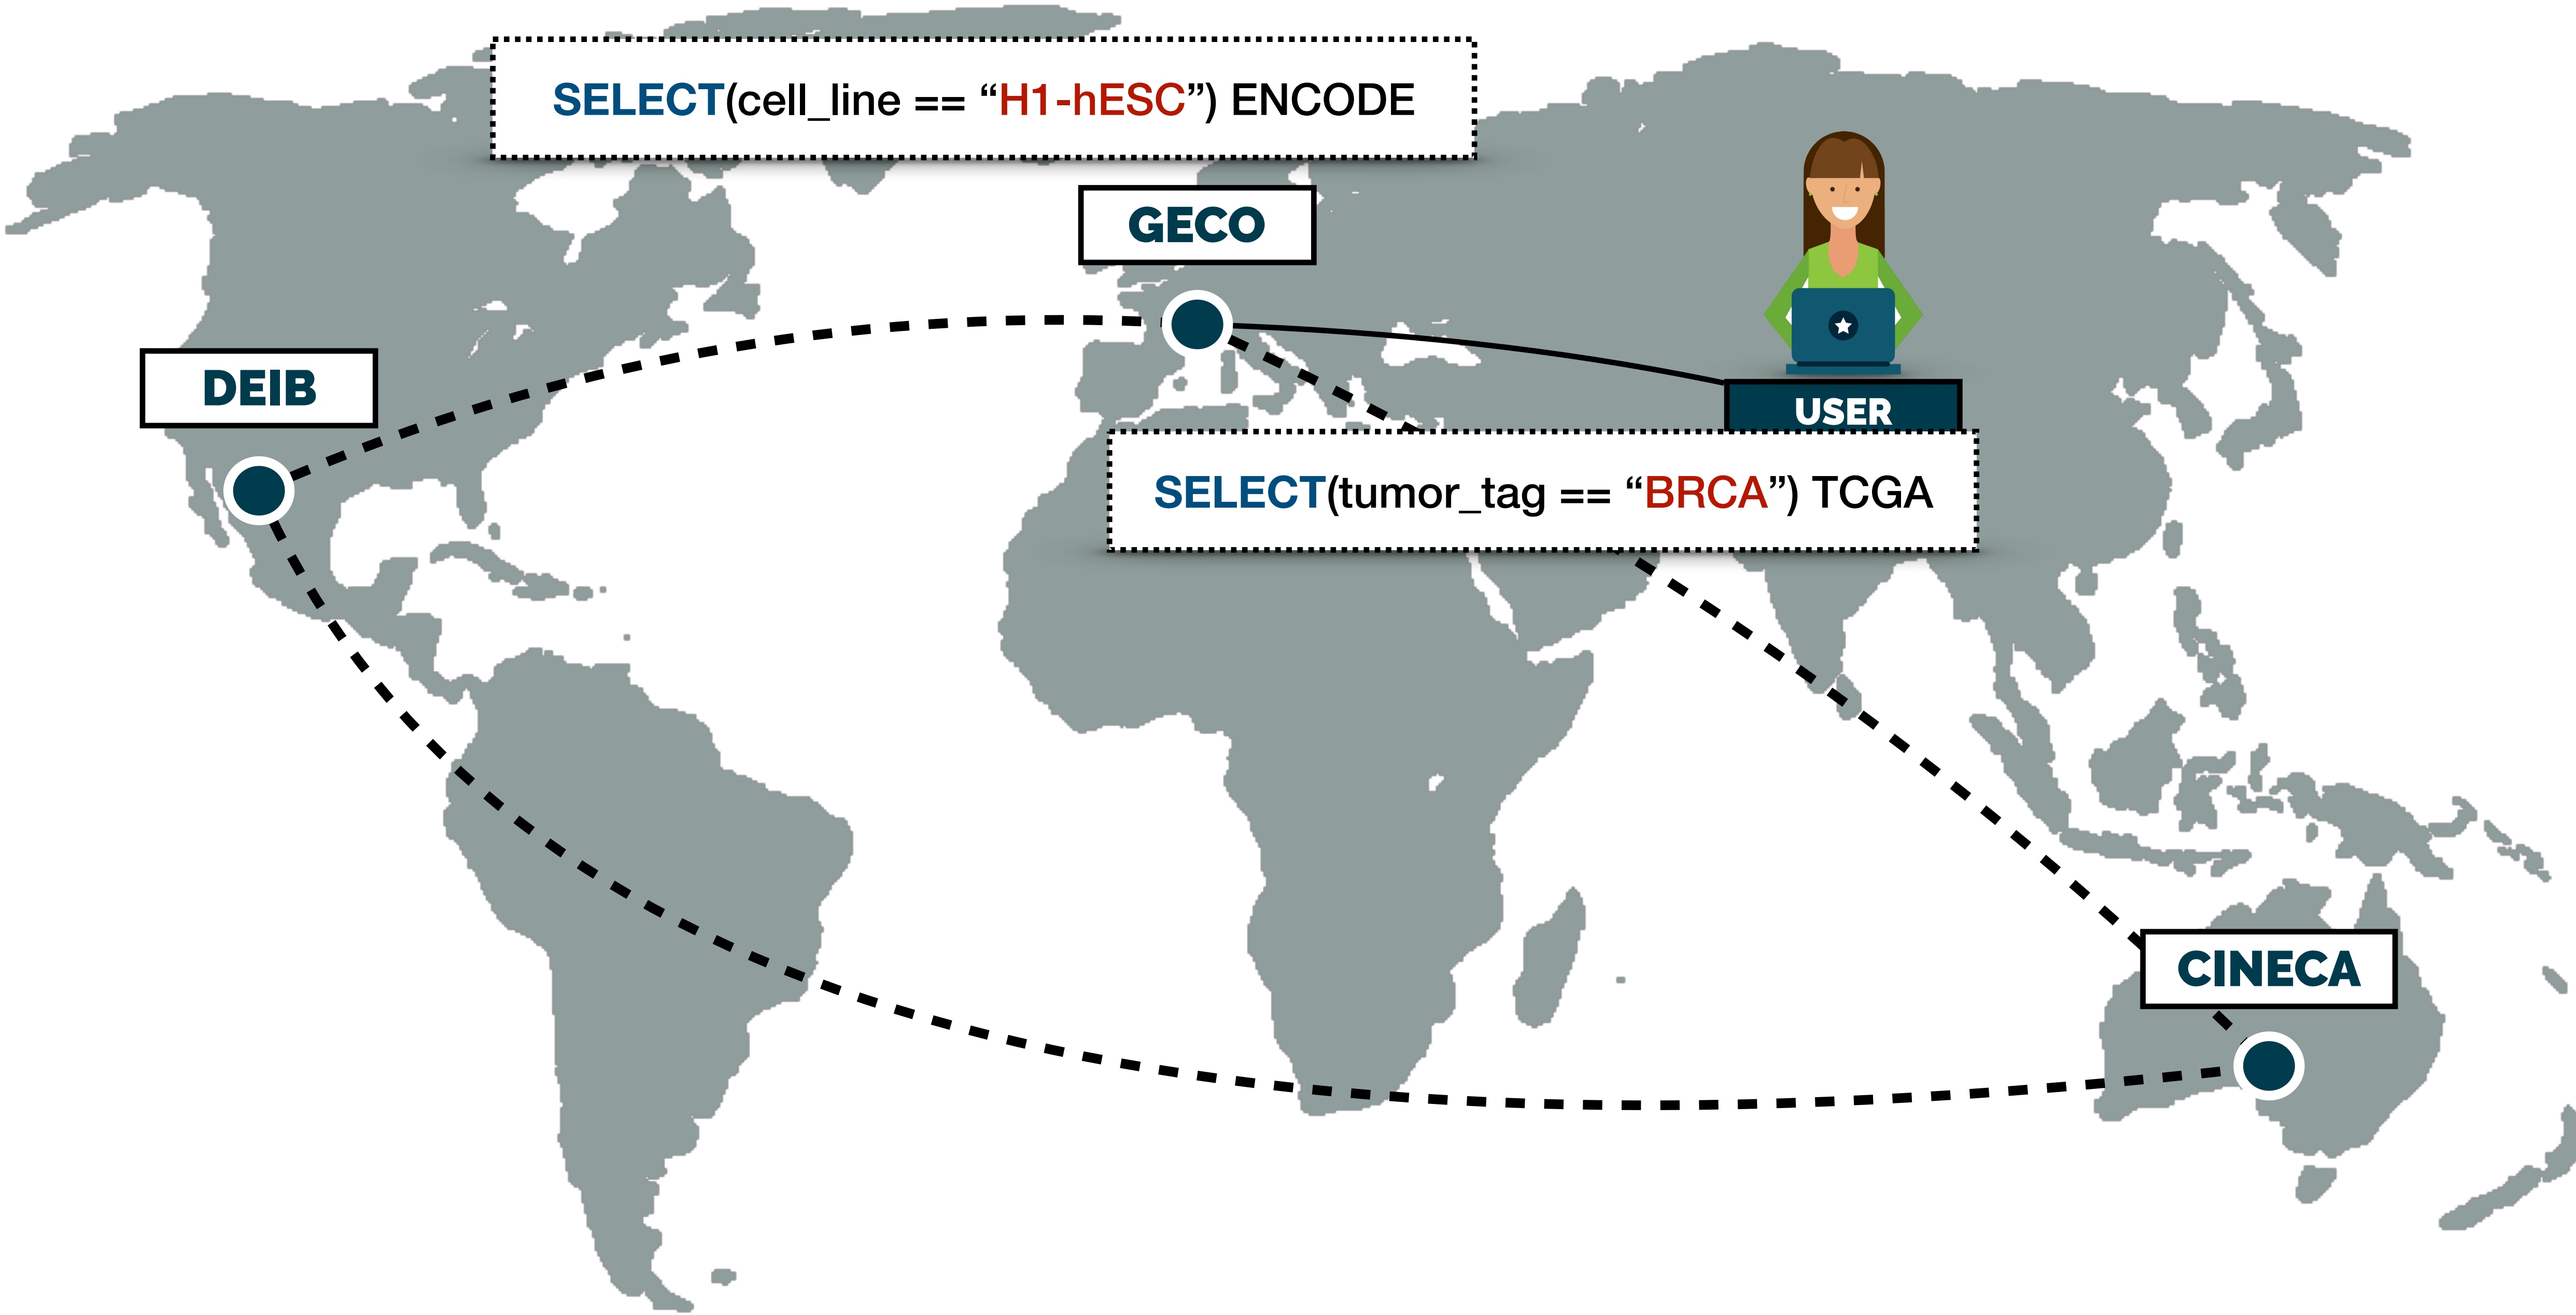 SELECT(cell_line == “H1-hESC”) ENCODE
GECO
DEIB
USER
SELECT(tumor_tag == “BRCA”) TCGA
CINECA